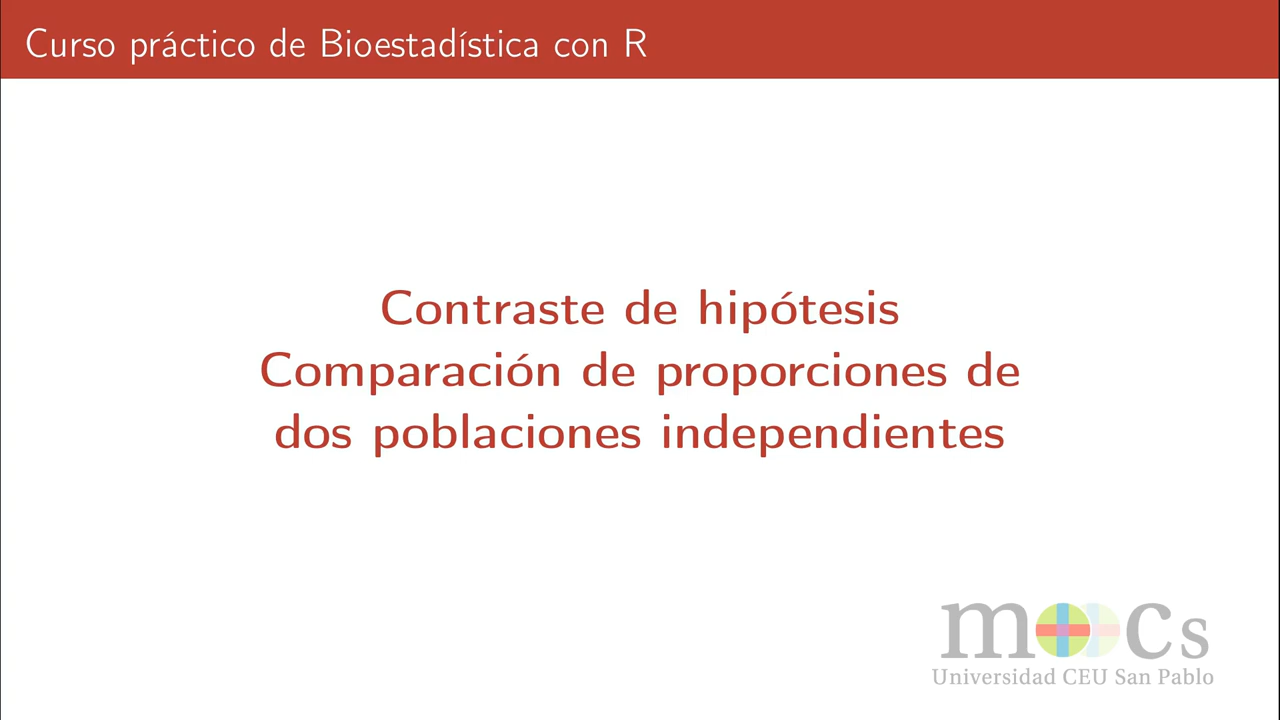 Curso práctico de Bioestadística con R
Contraste de hipótesis
Comparación de proporciones de
dos poblaciones independientes
moocs
Universidad CEU San Pablo